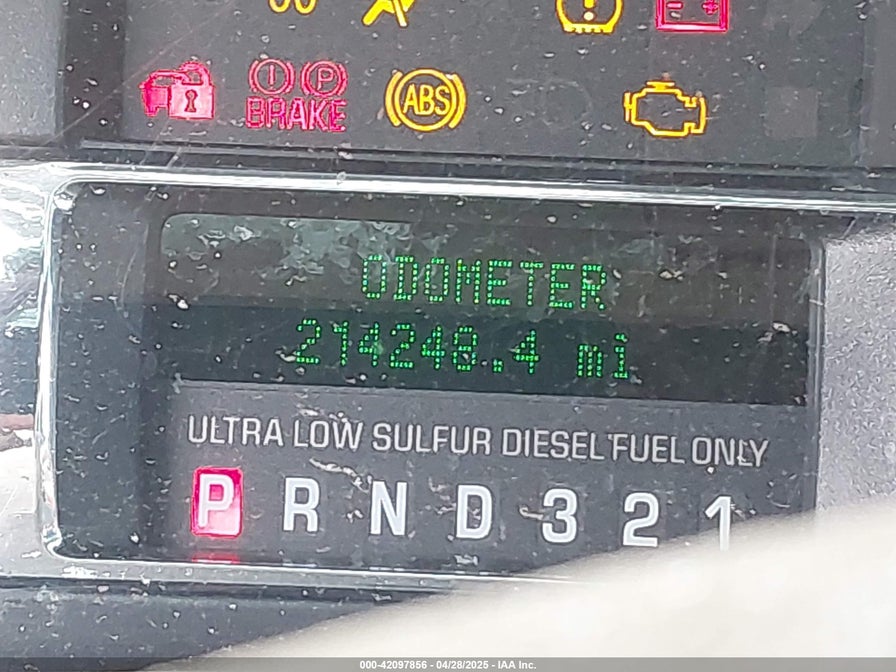 BRAKE
ABS
ODOMETER
214248.4 mi
ULTRA LOW SULFUR DIESEL FUEL ONLY
P R N D 3 2 1
000-42097856 - 04/28/2025 - IAA Inc.